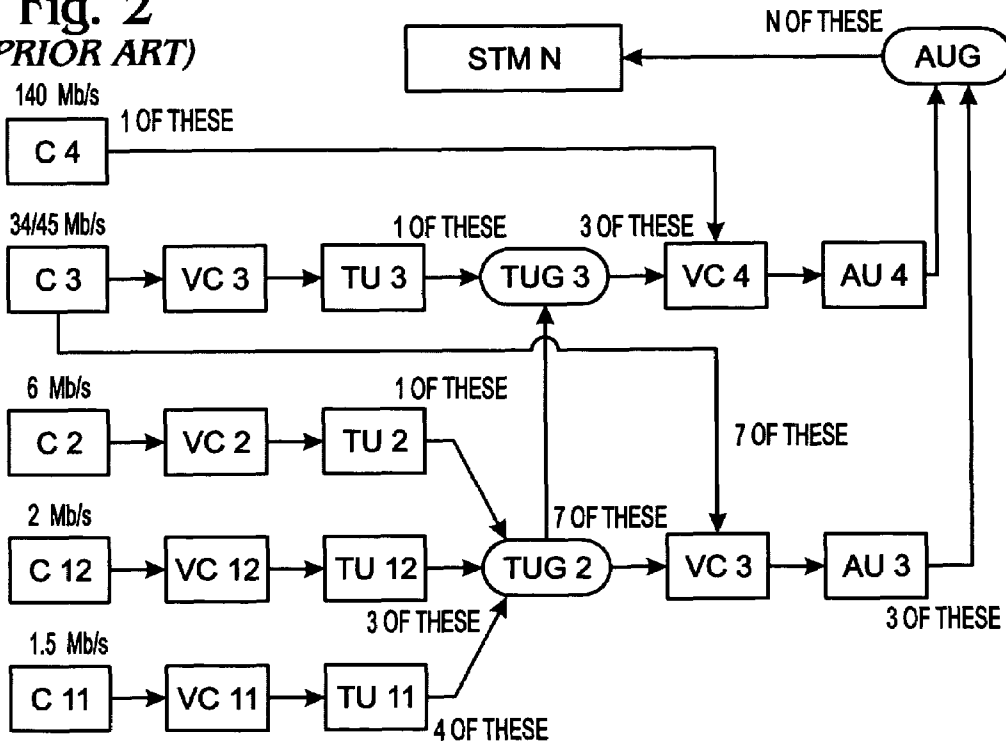 Fig. 2
PRIOR ART)
N OF THESE
STM N
AUG
140 Mb/s
1 OF THESE
C 4
34/45 Mb/s
1 OF THESE
3 OF THESE
C 3
VC 3
TU 3
TUG 3
VC 4
AU 4
6 Mb/s
1 OF THESE
C 2
VC 2
TU 2
7 OF THESE
2 Mb/s
7 OF THESE
C 12
VC 12
TU 12
TUG 2
VC 3
AU 3
3 OF THESE
3 OF THESE
1.5 Mb/s
C 11
VC 11
TU 11
4 OF THESE